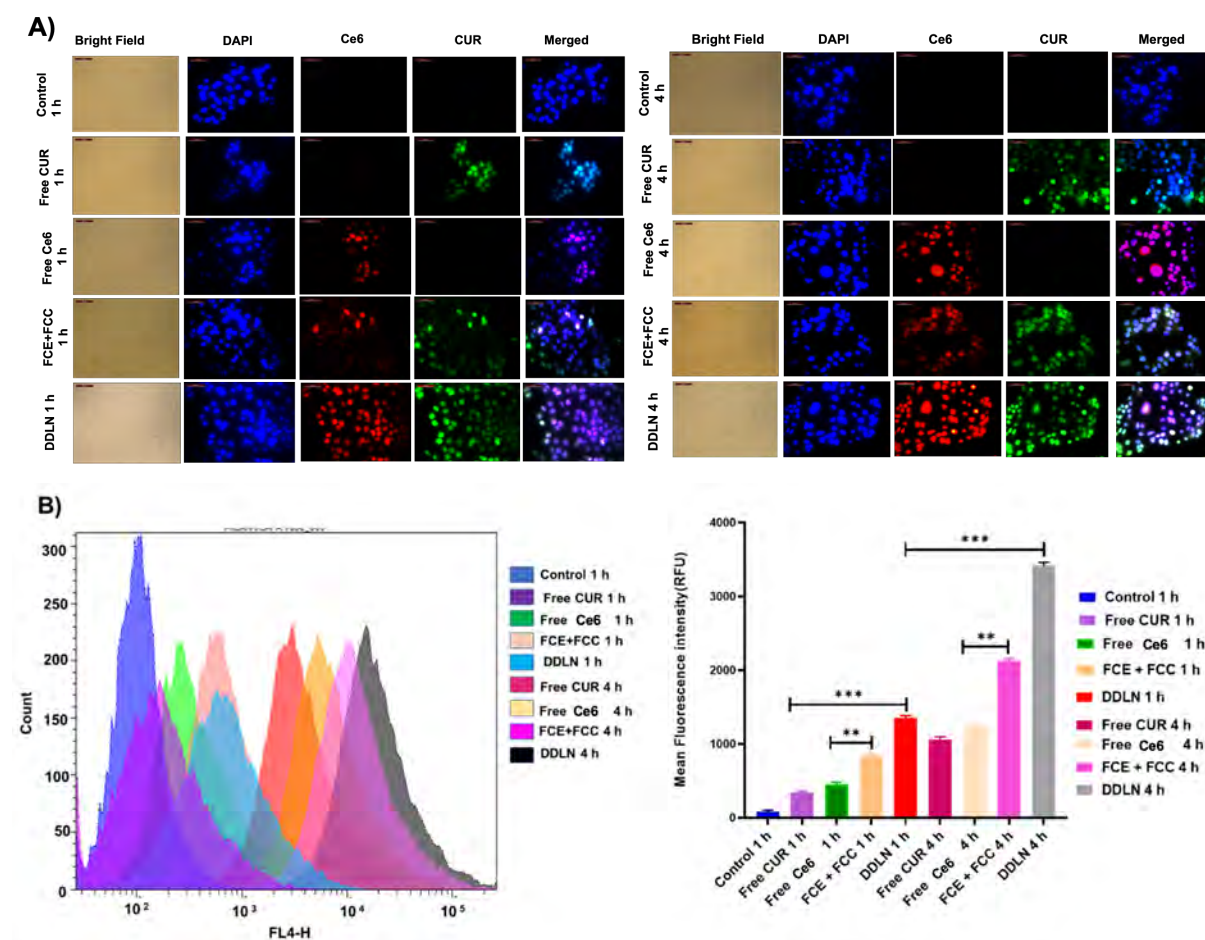 A)
Bright Field DAPI Ce6 CUR Merged
Control
1 h
Free CUR
1 h
Free Ce6
1 h
FCE+FCC
1 h
DDLN 1 h
Bright Field DAPI Ce6 CUR Merged
Control
4 h
Free CUR
4 h
Free Ce6
4 h
FCE+FCC
4 h
DDLN 4 h
B)
Count
300
250
200
150
100
50
0
10² 10³ 10⁴ 10⁵
FL4-H
Control 1 h
Free CUR 1 h
Free Ce6 1 h
FCE+FCC 1 h
DDLN 1 h
Free CUR 4 h
Free Ce6 4 h
FCE+FCC 4 h
DDLN 4 h
Mean Fluorescence intensity(RFU)
4000
3000
2000
1000
0
***
**
***
**
Control 1 h
Free CUR 1 h
Free Ce6 1 h
FCE + FCC 1 h
DDLN 1 h
Free CUR 4 h
Free Ce6 4 h
FCE + FCC 4 h
DDLN 4 h
Control 1 h
Free CUR 1 h
Free Ce6 1 h
FCE + FCC 1 h
DDLN 1 h
Free CUR 4 h
Free Ce6 4 h
FCE + FCC 4 h
DDLN 4 h